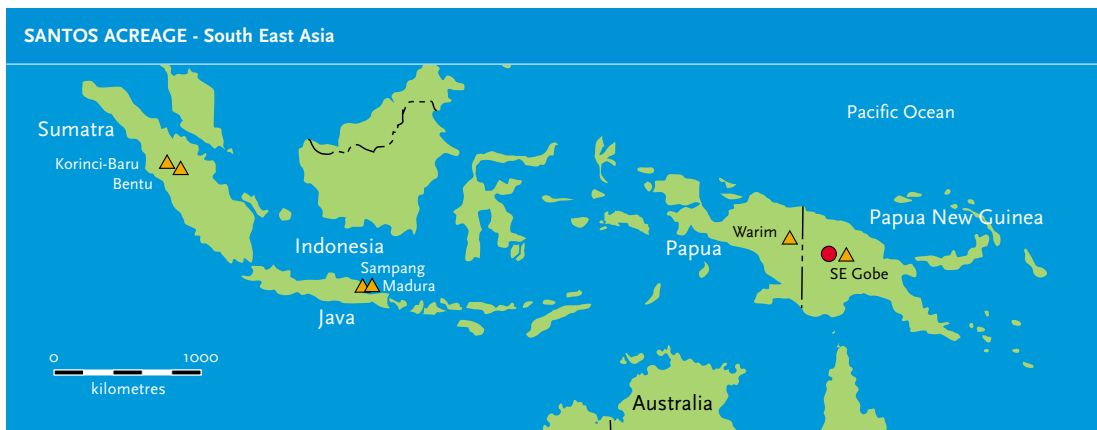 SANTOS ACREAGE - South East Asia
Pacific Ocean
Sumatra
Korinci-Baru
Bentu
Papua New Guinea
Warim
Indonesia
Papua
Sampang
SE Gobe
Madura
Java
0 1000
kilometres
Australia